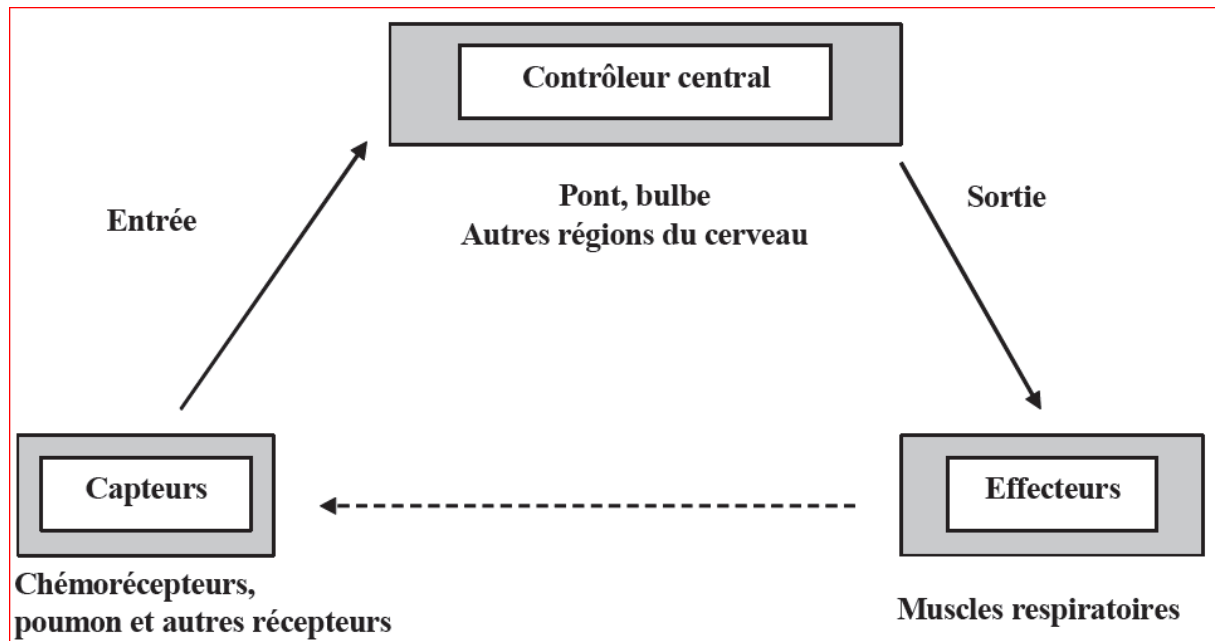 Contrôleur central
Pont, bulbe
Autres régions du cerveau
Entrée
Sortie
Capteurs
Effecteurs
Chémorécepteurs,
poumon et autres récepteurs
Muscles respiratoires